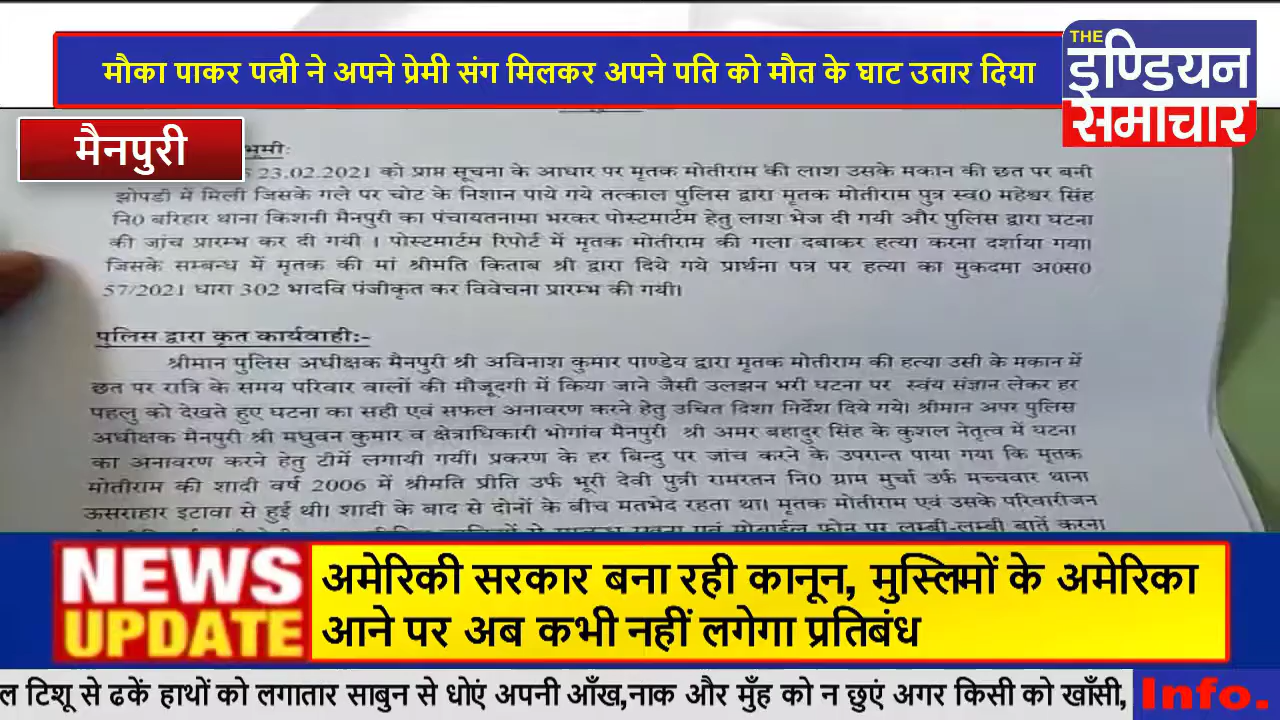 मौका पाकर पत्नी ने अपने प्रेमी संग मिलकर अपने पति को मौत के घाट उतार दिया
THE
इण्डियन
समाचार
मैनपुरी
भूमी:
23.02.2021 को प्राप्त सूचना के आधार पर मृतक मोतीराम की लाश उसके मकान की छत पर बनी
झोपडी में मिली जिसके गले पर चोट के निशान पाये गये तत्काल पुलिस द्वारा मृतक मोतीराम पुत्र स्व0 महेश्वर सिंह
नि0 बरिहार थाना किशनी मैनपुरी का पंचायतनामा भरकर पोस्टमार्टम हेतु लाश भेज दी गयी और पुलिस द्वारा घटना
की जांच प्रारम्भ कर दी गयी । पोस्टमार्टम रिपोर्ट में मृतक मोतीराम की गला दबाकर हत्या करना दर्शाया गया।
जिसके सम्बन्ध में मृतक की मां श्रीमति किताब श्री द्वारा दिये गये प्रार्थना पत्र पर हत्या का मुकदमा अ0स0
57/2021 धारा 302 भादवि पंजीकृत कर विवेचना प्रारम्भ की गयी।
पुलिस द्वारा कृत कार्यवाही:-
श्रीमान पुलिस अधीक्षक मैनपुरी श्री अविनाश कुमार पाण्डेय द्वारा मृतक मोतीराम की हत्या उसी के मकान में
छत पर रात्रि के समय परिवार वालों की मौजूदगी में किया जाने जैसी उलझन भरी घटना पर स्वंय संज्ञान लेकर हर
पहलु को देखते हुए घटना का सही एवं सफल अनावरण करने हेतु उचित दिशा निर्देश दिये गये। श्रीमान अपर पुलिस
अधीक्षक मैनपुरी श्री मधुवन कुमार व क्षेत्राधिकारी भोगांव मैनपुरी श्री अमर बहादुर सिंह के कुशल नेतृत्व में घटना
का अनावरण करने हेतु टीमें लगायी गयीं। प्रकरण के हर बिन्दु पर जांच करने के उपरान्त पाया गया कि मृतक
मोतीराम की शादी वर्ष 2006 में श्रीमति प्रीति उर्फ भूरी देवी पुत्री रामरतन नि0 ग्राम मुर्चा उर्फ मच्चवार थाना
ऊसराहार इटावा से हुई थी। शादी के बाद से दोनों के बीच मतभेद रहता था। मृतक मोतीराम एवं उसके परिवारीजन
एवं मोबाईल फोन पर लम्बी-लम्बी बातें करना
NEWS
UPDATE
अमेरिकी सरकार बना रही कानून, मुस्लिमों के अमेरिका
आने पर अब कभी नहीं लगेगा प्रतिबंध
ल टिशू से ढकें हाथों को लगातार साबुन से धोएं अपनी आँख,नाक और मुँह को न छुएं अगर किसी को खाँसी,
Info.